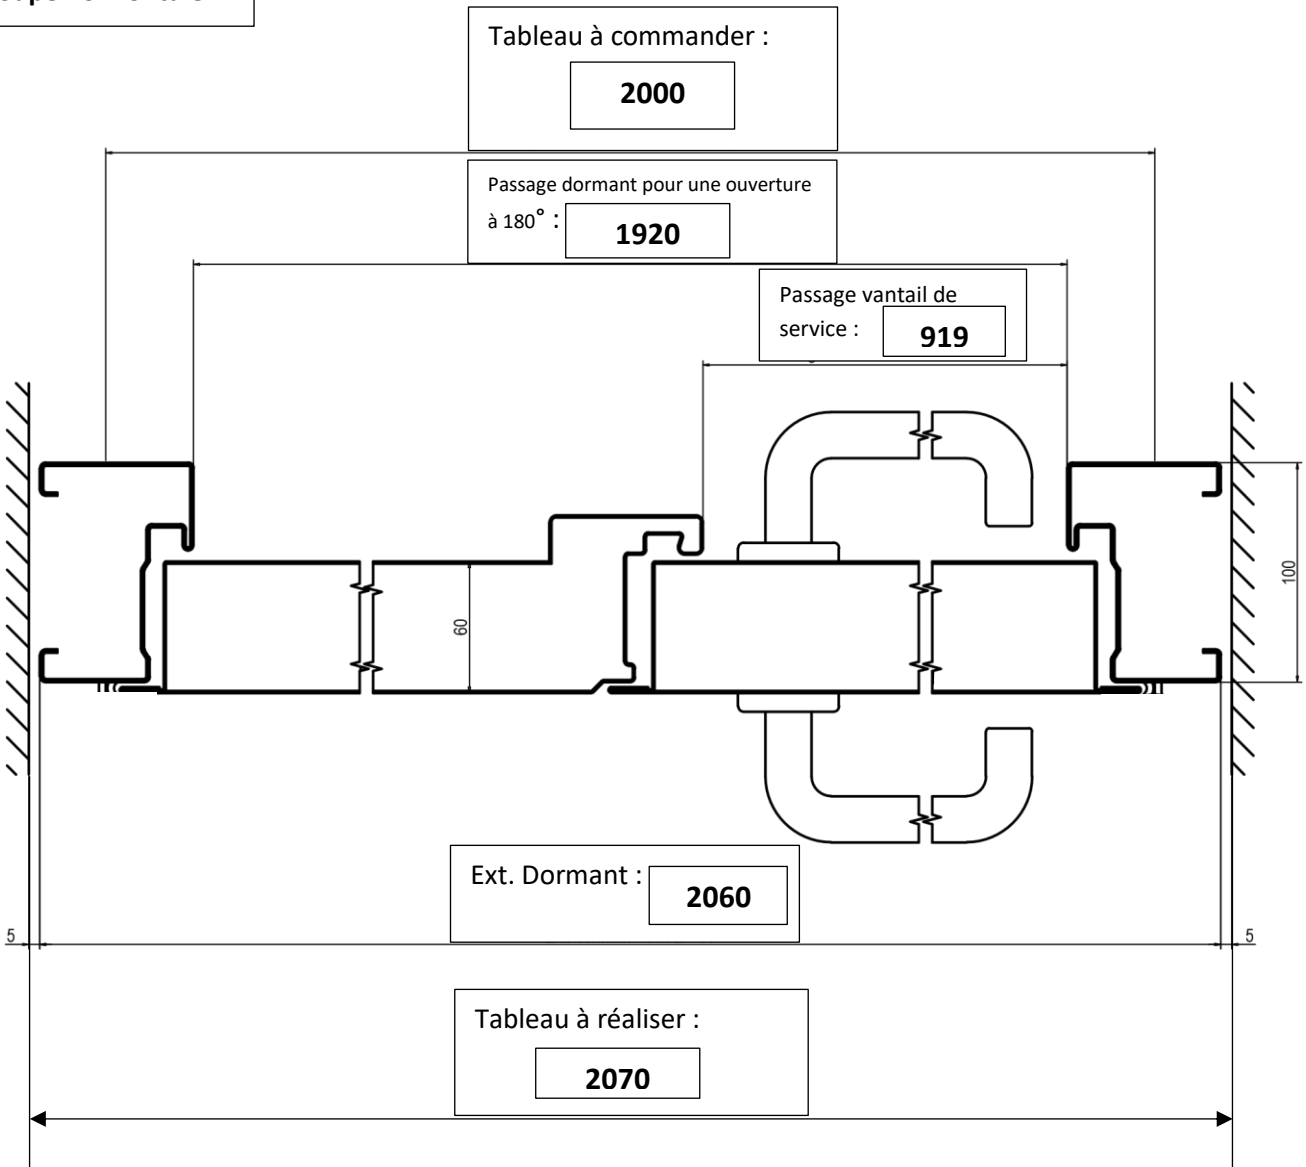 Tableau à commander :
2000
Passage dormant pour une ouverture
à 180° : 1920
Passage vantail de
service : 919
60
100
Ext. Dormant : 2060
5
5
Tableau à réaliser :
2070